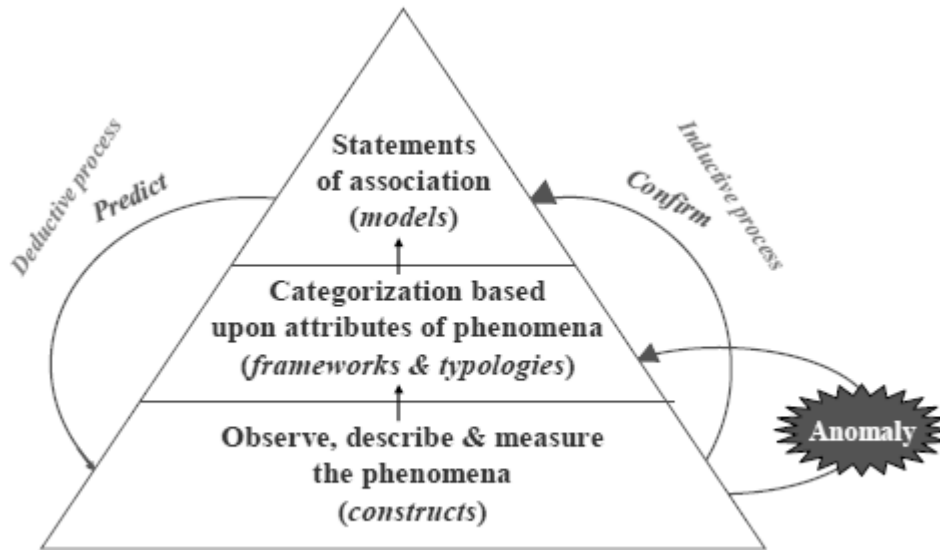 Deductive process
Predict
Statements
of association
(models)
Confirm
Inductive process
Categorization based
upon attributes of phenomena
(frameworks & typologies)
Anomaly
Observe, describe & measure
the phenomena
(constructs)